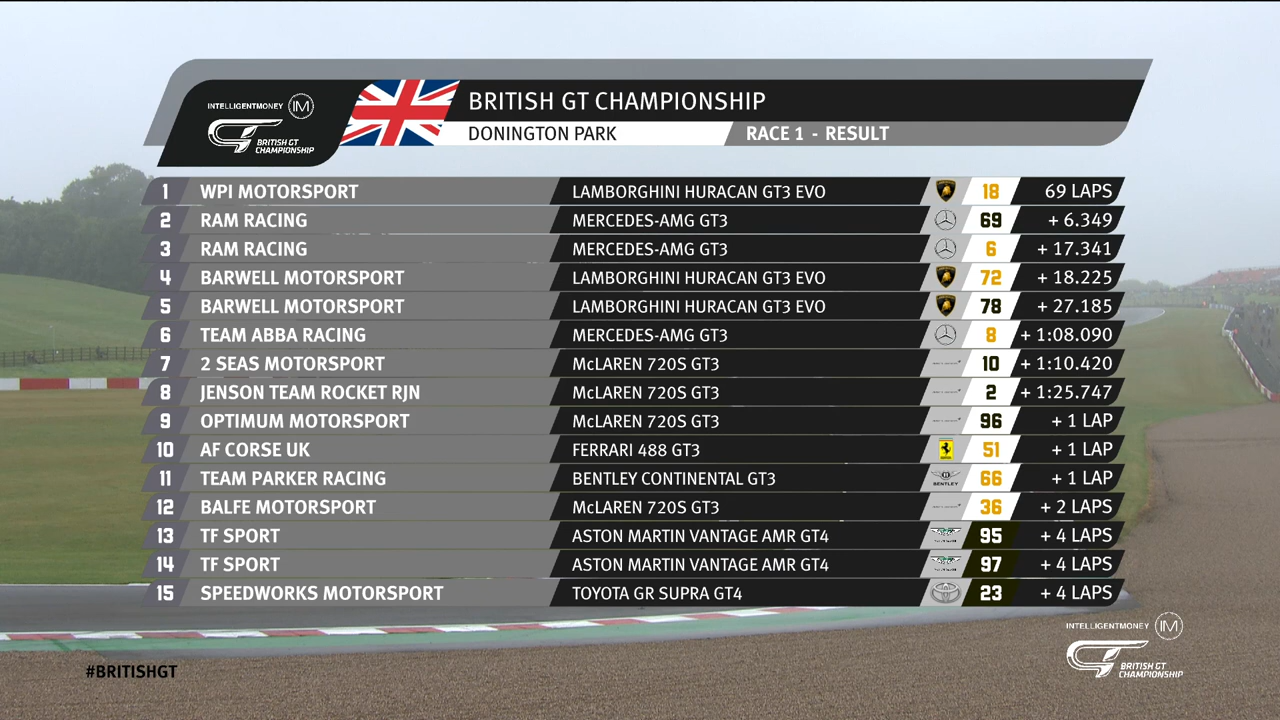 INTELLIGENTMONEY IM
BRITISH GT
CHAMPIONSHIP
BRITISH GT CHAMPIONSHIP
DONINGTON PARK RACE 1 - RESULT
1 WPI MOTORSPORT LAMBORGHINI HURACAN GT3 EVO 18 69 LAPS
2 RAM RACING MERCEDES-AMG GT3 69 + 6.349
3 RAM RACING MERCEDES-AMG GT3 6 + 17.341
4 BARWELL MOTORSPORT LAMBORGHINI HURACAN GT3 EVO 72 + 18.225
5 BARWELL MOTORSPORT LAMBORGHINI HURACAN GT3 EVO 78 + 27.185
6 TEAM ABBA RACING MERCEDES-AMG GT3 8 + 1:08.090
7 2 SEAS MOTORSPORT McLAREN 720S GT3 10 + 1:10.420
8 JENSON TEAM ROCKET RJN McLAREN 720S GT3 2 + 1:25.747
9 OPTIMUM MOTORSPORT McLAREN 720S GT3 96 + 1 LAP
10 AF CORSE UK FERRARI 488 GT3 51 + 1 LAP
11 TEAM PARKER RACING BENTLEY CONTINENTAL GT3 BENTLEY 66 + 1 LAP
12 BALFE MOTORSPORT McLAREN 720S GT3 36 + 2 LAPS
13 TF SPORT ASTON MARTIN VANTAGE AMR GT4 95 + 4 LAPS
14 TF SPORT ASTON MARTIN VANTAGE AMR GT4 97 + 4 LAPS
15 SPEEDWORKS MOTORSPORT TOYOTA GR SUPRA GT4 23 + 4 LAPS
INTELLIGENTMONEY IM
BRITISH GT
CHAMPIONSHIP
#BRITISHGT